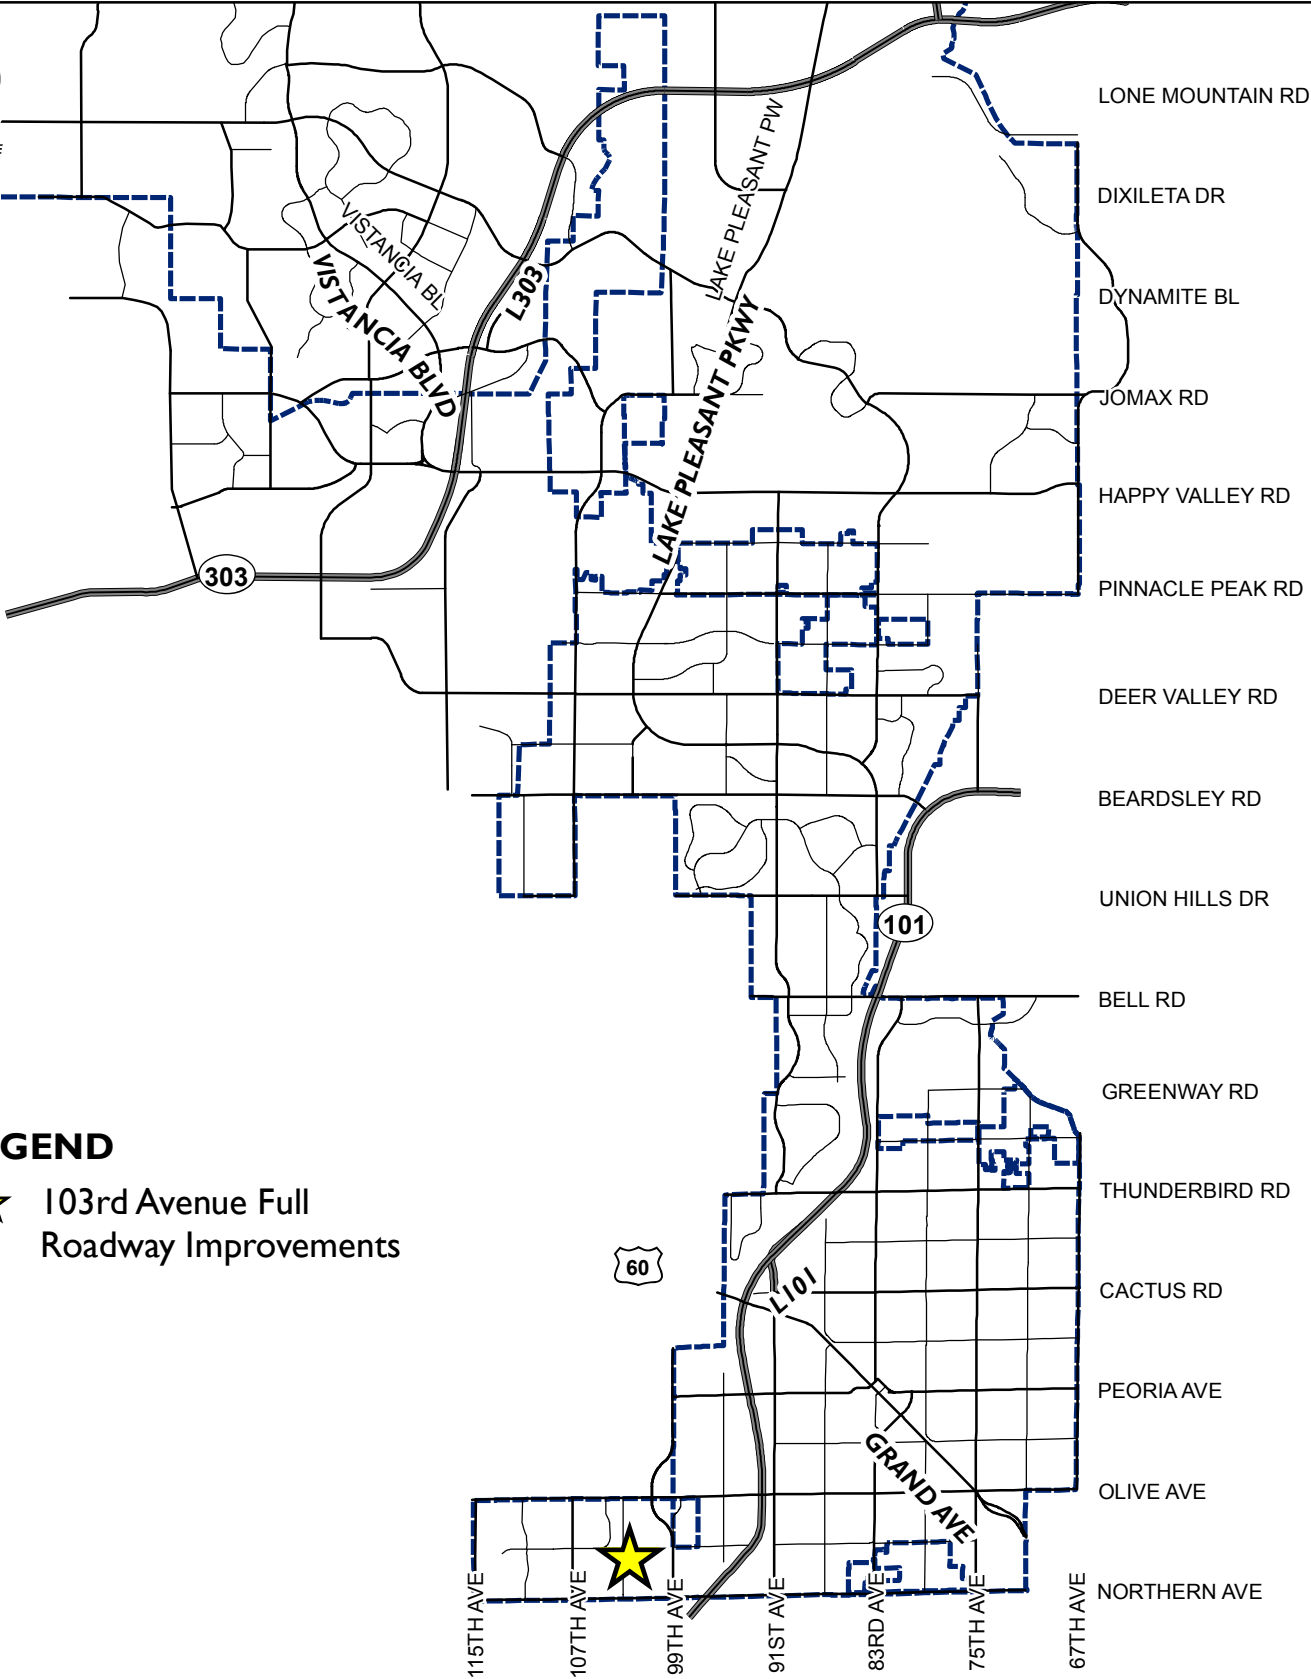 LONE MOUNTAIN RD
DIXILETA DR
DYNAMITE BL
JOMAX RD
HAPPY VALLEY RD
PINNACLE PEAK RD
DEER VALLEY RD
BEARDSLEY RD
UNION HILLS DR
BELL RD
GREENWAY RD
THUNDERBIRD RD
CACTUS RD
PEORIA AVE
OLIVE AVE
NORTHERN AVE
LAKE PLEASANT PW
LAKE PLEASANT PKWY
VISTANCIA BL
VISTANCIA BLVD
L303
303
101
GEND
103rd Avenue Full
Roadway Improvements
60
L101
GRAND AVE
115TH AVE
107TH AVE
99TH AVE
91ST AVE
83RD AVE
75TH AVE
67TH AVE